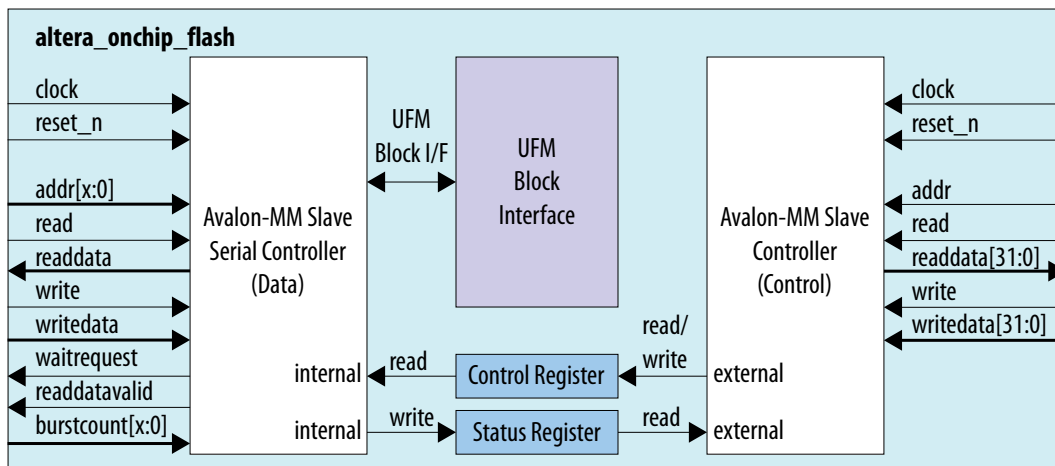 altera_onchip_flash
clock
reset_n
addr[x:0]
read
readdata
write
writedata
waitrequest
readdatavalid
burstcount[x:0]
Avalon-MM Slave
Serial Controller
(Data)
internal
internal
UFM
Block I/F
UFM
Block
Interface
read
Control Register
read/
write
write
Status Register
read
Avalon-MM Slave
Controller
(Control)
external
external
clock
reset_n
addr
read
readdata[31:0]
write
writedata[31:0]